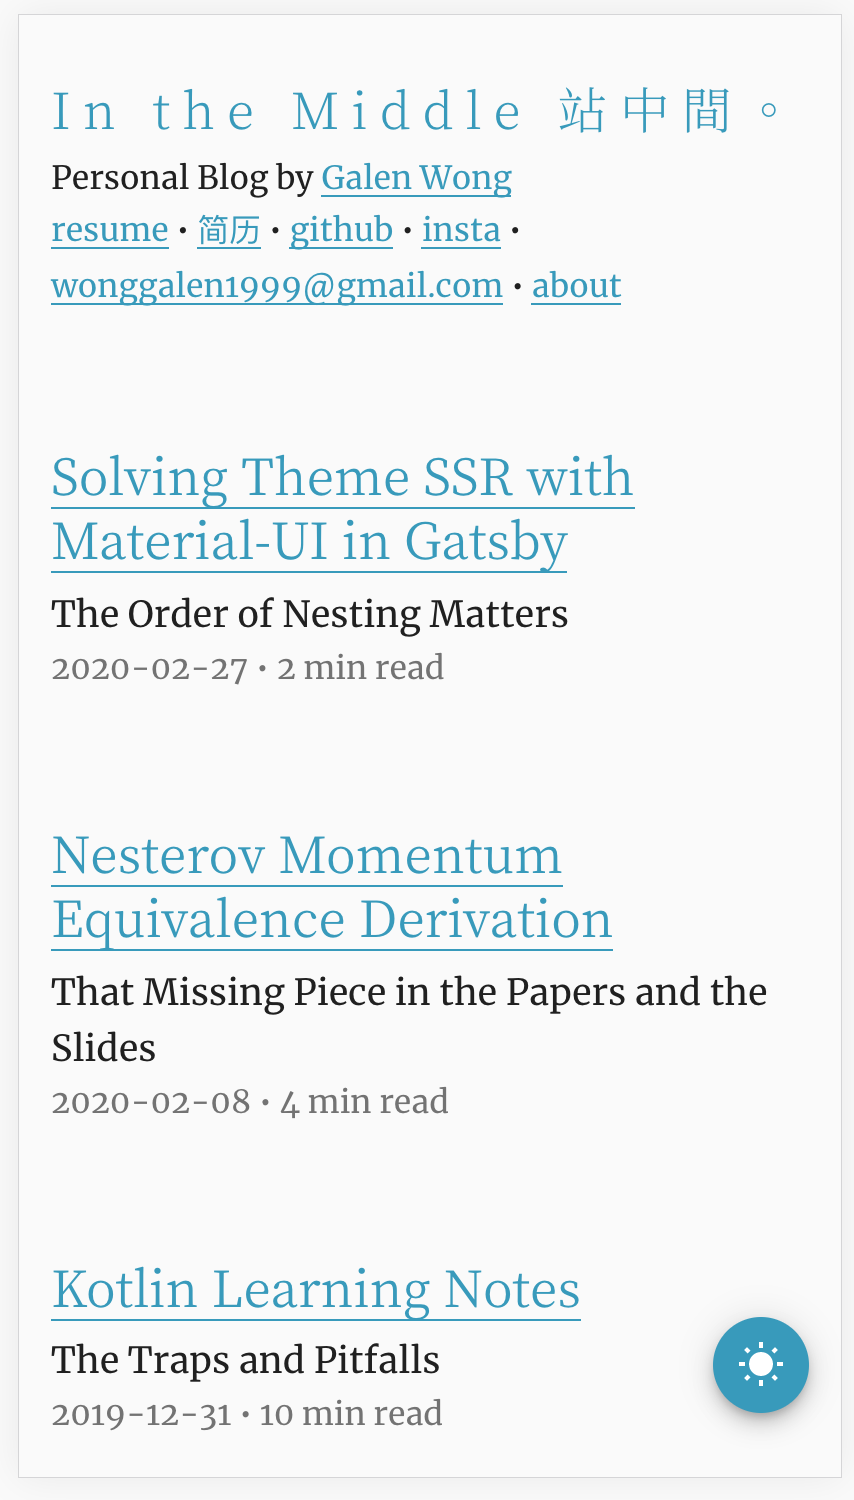 In the Middle 站中間。
Personal Blog by Galen Wong
resume • 简历 • github • insta •
wonggalen1999@gmail.com • about
Solving Theme SSR with
Material-UI in Gatsby
The Order of Nesting Matters
2020-02-27 • 2 min read
Nesterov Momentum
Equivalence Derivation
That Missing Piece in the Papers and the
Slides
2020-02-08 • 4 min read
Kotlin Learning Notes
The Traps and Pitfalls
2019-12-31 • 10 min read